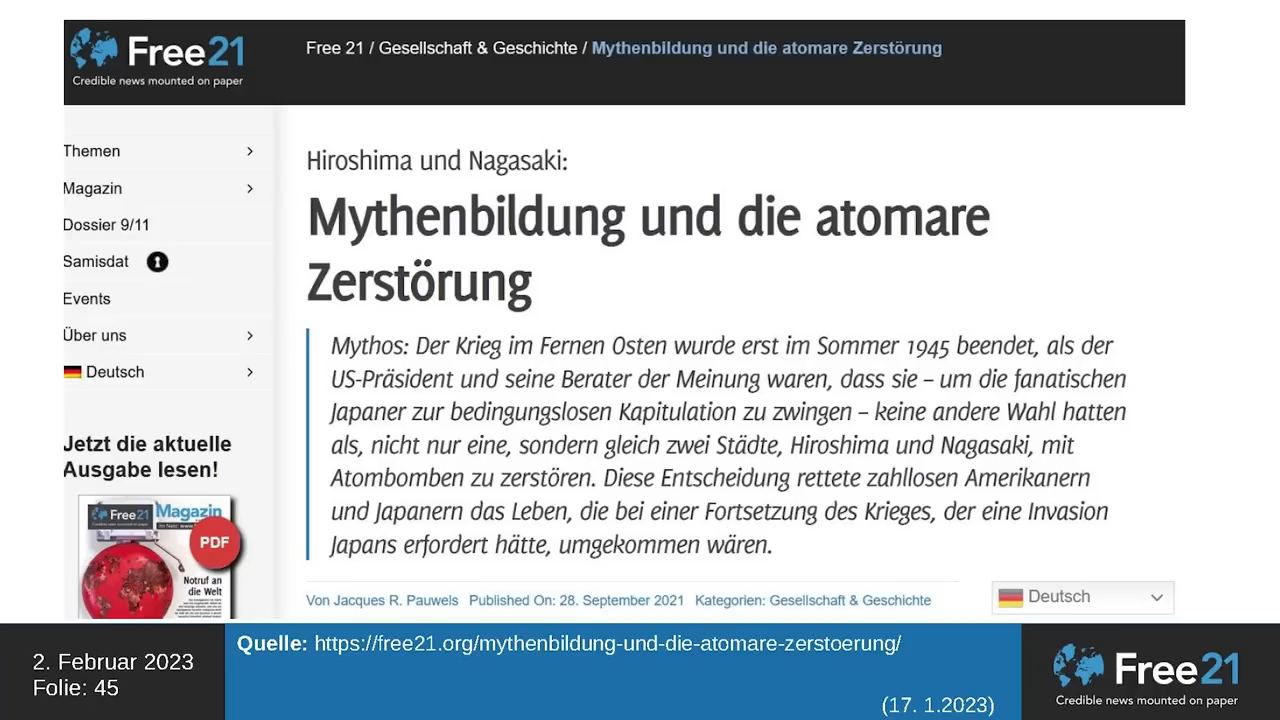 Free21
Credible news mounted on paper
Free 21 / Gesellschaft & Geschichte / Mythenbildung und die atomare Zerstörung
Themen
Magazin
Dossier 9/11
Samisdat
Events
Über uns
Deutsch
Jetzt die aktuelle
Ausgabe lesen!
Free21
Magazin
PDF
Notruf an
die Welt
Hiroshima und Nagasaki:
Mythenbildung und die atomare
Zerstörung
Mythos: Der Krieg im Fernen Osten wurde erst im Sommer 1945 beendet, als der
US-Präsident und seine Berater der Meinung waren, dass sie – um die fanatischen
Japaner zur bedingungslosen Kapitulation zu zwingen – keine andere Wahl hatten
als, nicht nur eine, sondern gleich zwei Städte, Hiroshima und Nagasaki, mit
Atombomben zu zerstören. Diese Entscheidung rettete zahllosen Amerikanern
und Japanern das Leben, die bei einer Fortsetzung des Krieges, der eine Invasion
Japans erfordert hätte, umgekommen wären.
Von Jacques R. Pauwels Published On: 28. September 2021 Kategorien: Gesellschaft & Geschichte
Deutsch
2. Februar 2023
Folie: 45
Quelle: https://free21.org/mythenbildung-und-die-atomare-zerstoerung/
(17. 1.2023)
Free21
Credible news mounted on paper